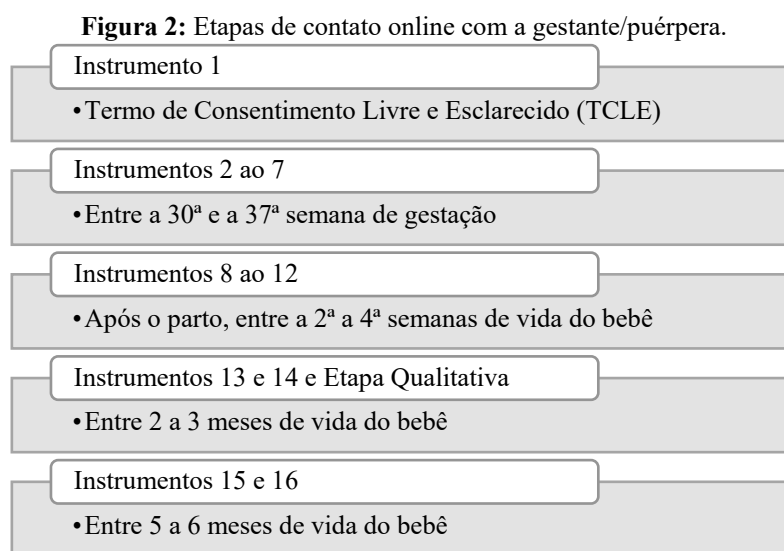 Figura 2: Etapas de contato online com a gestante/puérpera.
Instrumento 1
•Termo de Consentimento Livre e Esclarecido (TCLE)
Instrumentos 2 ao 7
•Entre a 30ª e a 37ª semana de gestação
Instrumentos 8 ao 12
•Após o parto, entre a 2ª a 4ª semanas de vida do bebê
Instrumentos 13 e 14 e Etapa Qualitativa
•Entre 2 a 3 meses de vida do bebê
Instrumentos 15 e 16
•Entre 5 a 6 meses de vida do bebê